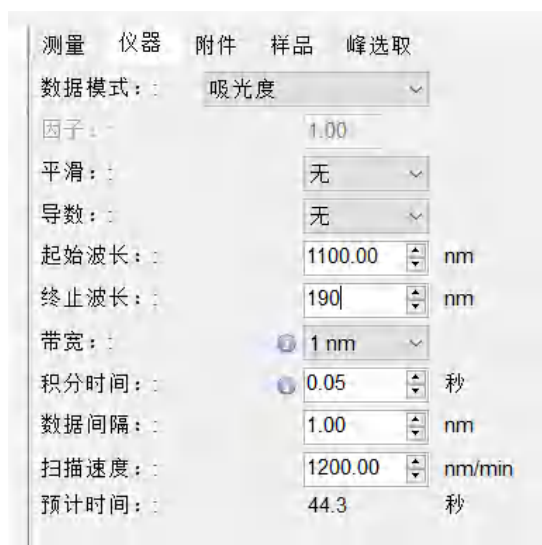 测量 仪器 附件 样品 峰选取
数据模式：: 吸光度
因子：- 1.00
平滑：: 无
导数：: 无
起始波长：: 1100.00 nm
终止波长：: 190 nm
带宽：: 1 nm
积分时间：: 0.05 秒
数据间隔：: 1.00 nm
扫描速度：: 1200.00 nm/min
预计时间：: 44.3 秒